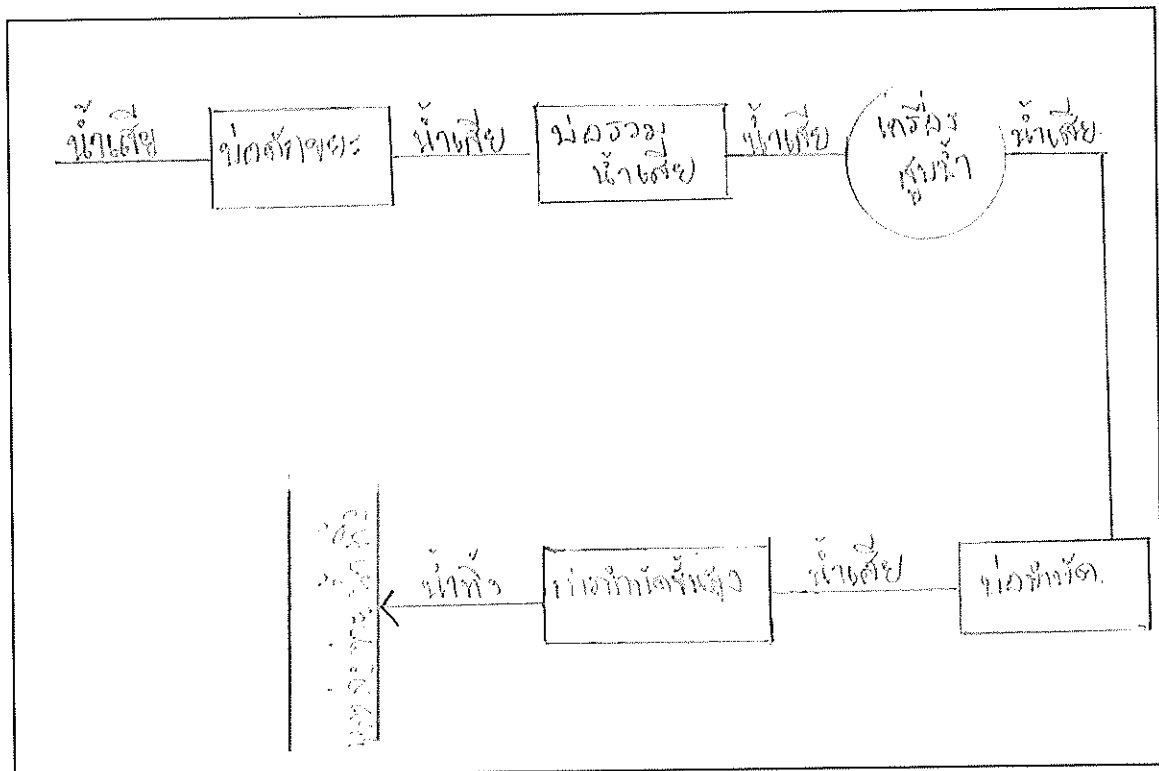 น้ำเสีย
บ่อดักขยะ
น้ำเสีย
บ่อรวม
น้ำเสีย
น้ำเสีย
เครื่อง
สูบน้ำ
น้ำเสีย
บ่อบำบัด
น้ำเสีย
บ่อบำบัดขั้นสูง
น้ำทิ้ง